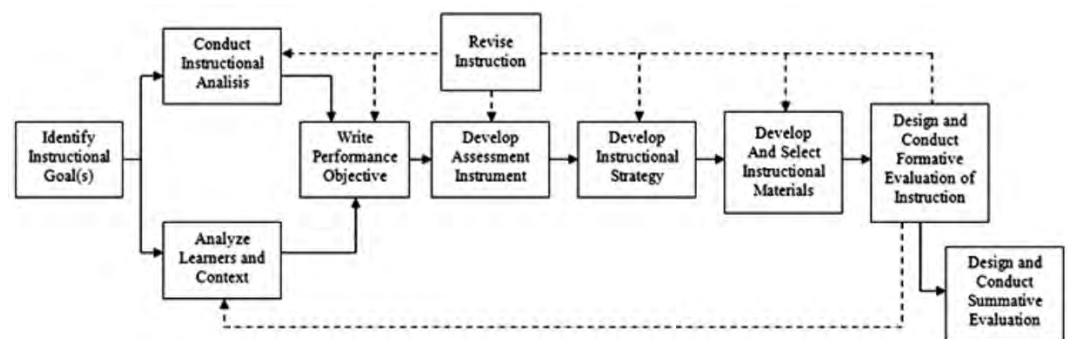 Conduct
Instructional
Analisis
Revise
Instruction
Identify
Instructional
Goal(s)
Write
Performance
Objective
Develop
Assessment
Instrument
Develop
Instructional
Strategy
Develop
And Select
Instructional
Materials
Design and
Conduct
Formative
Evaluation of
Instruction
Analyze
Learners and
Context
Design and
Conduct
Summative
Evaluation